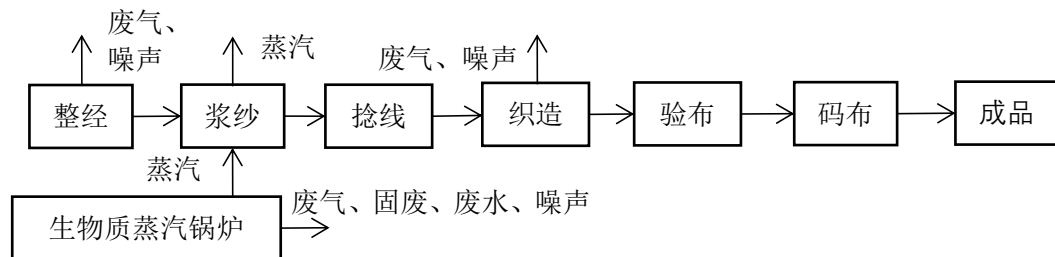 废气、
噪声
蒸汽
废气、噪声
整经
浆纱
捻线
织造
验布
码布
成品
蒸汽
废气、固废、废水、噪声
生物质蒸汽锅炉